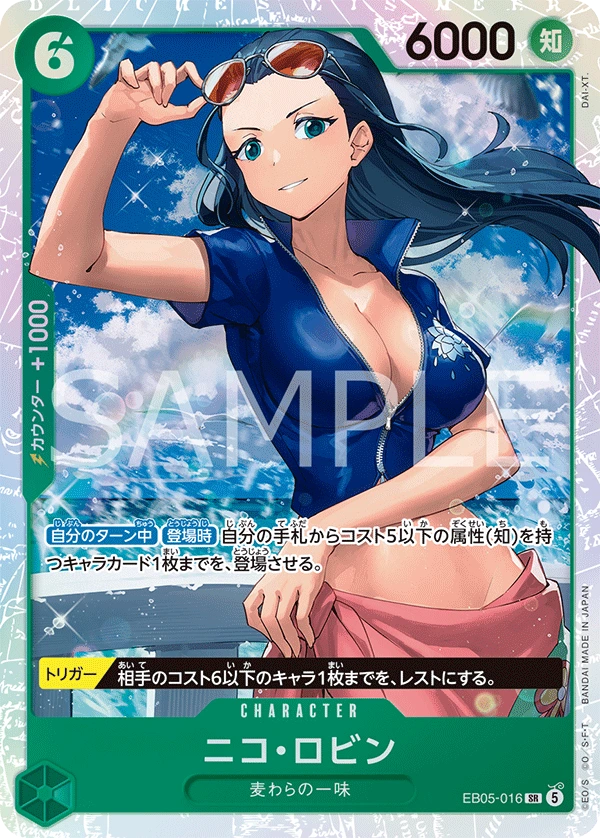 DELICHES EICHES MEER
6
6000
知
DAI-XT.
カウンター +1000
SAMPLE
自分のターン中 登場時 自分の手札からコスト5以下の属性(知)を持
つキャラカード1枚までを、登場させる。
トリガー 相手のコスト6以下のキャラ1枚までを、レストにする。
CHARACTER
ニコ・ロビン
麦わらの一味
EB05-016 SR 5
©E.O/S ©O/S・F・T BANDAI MADE IN JAPAN